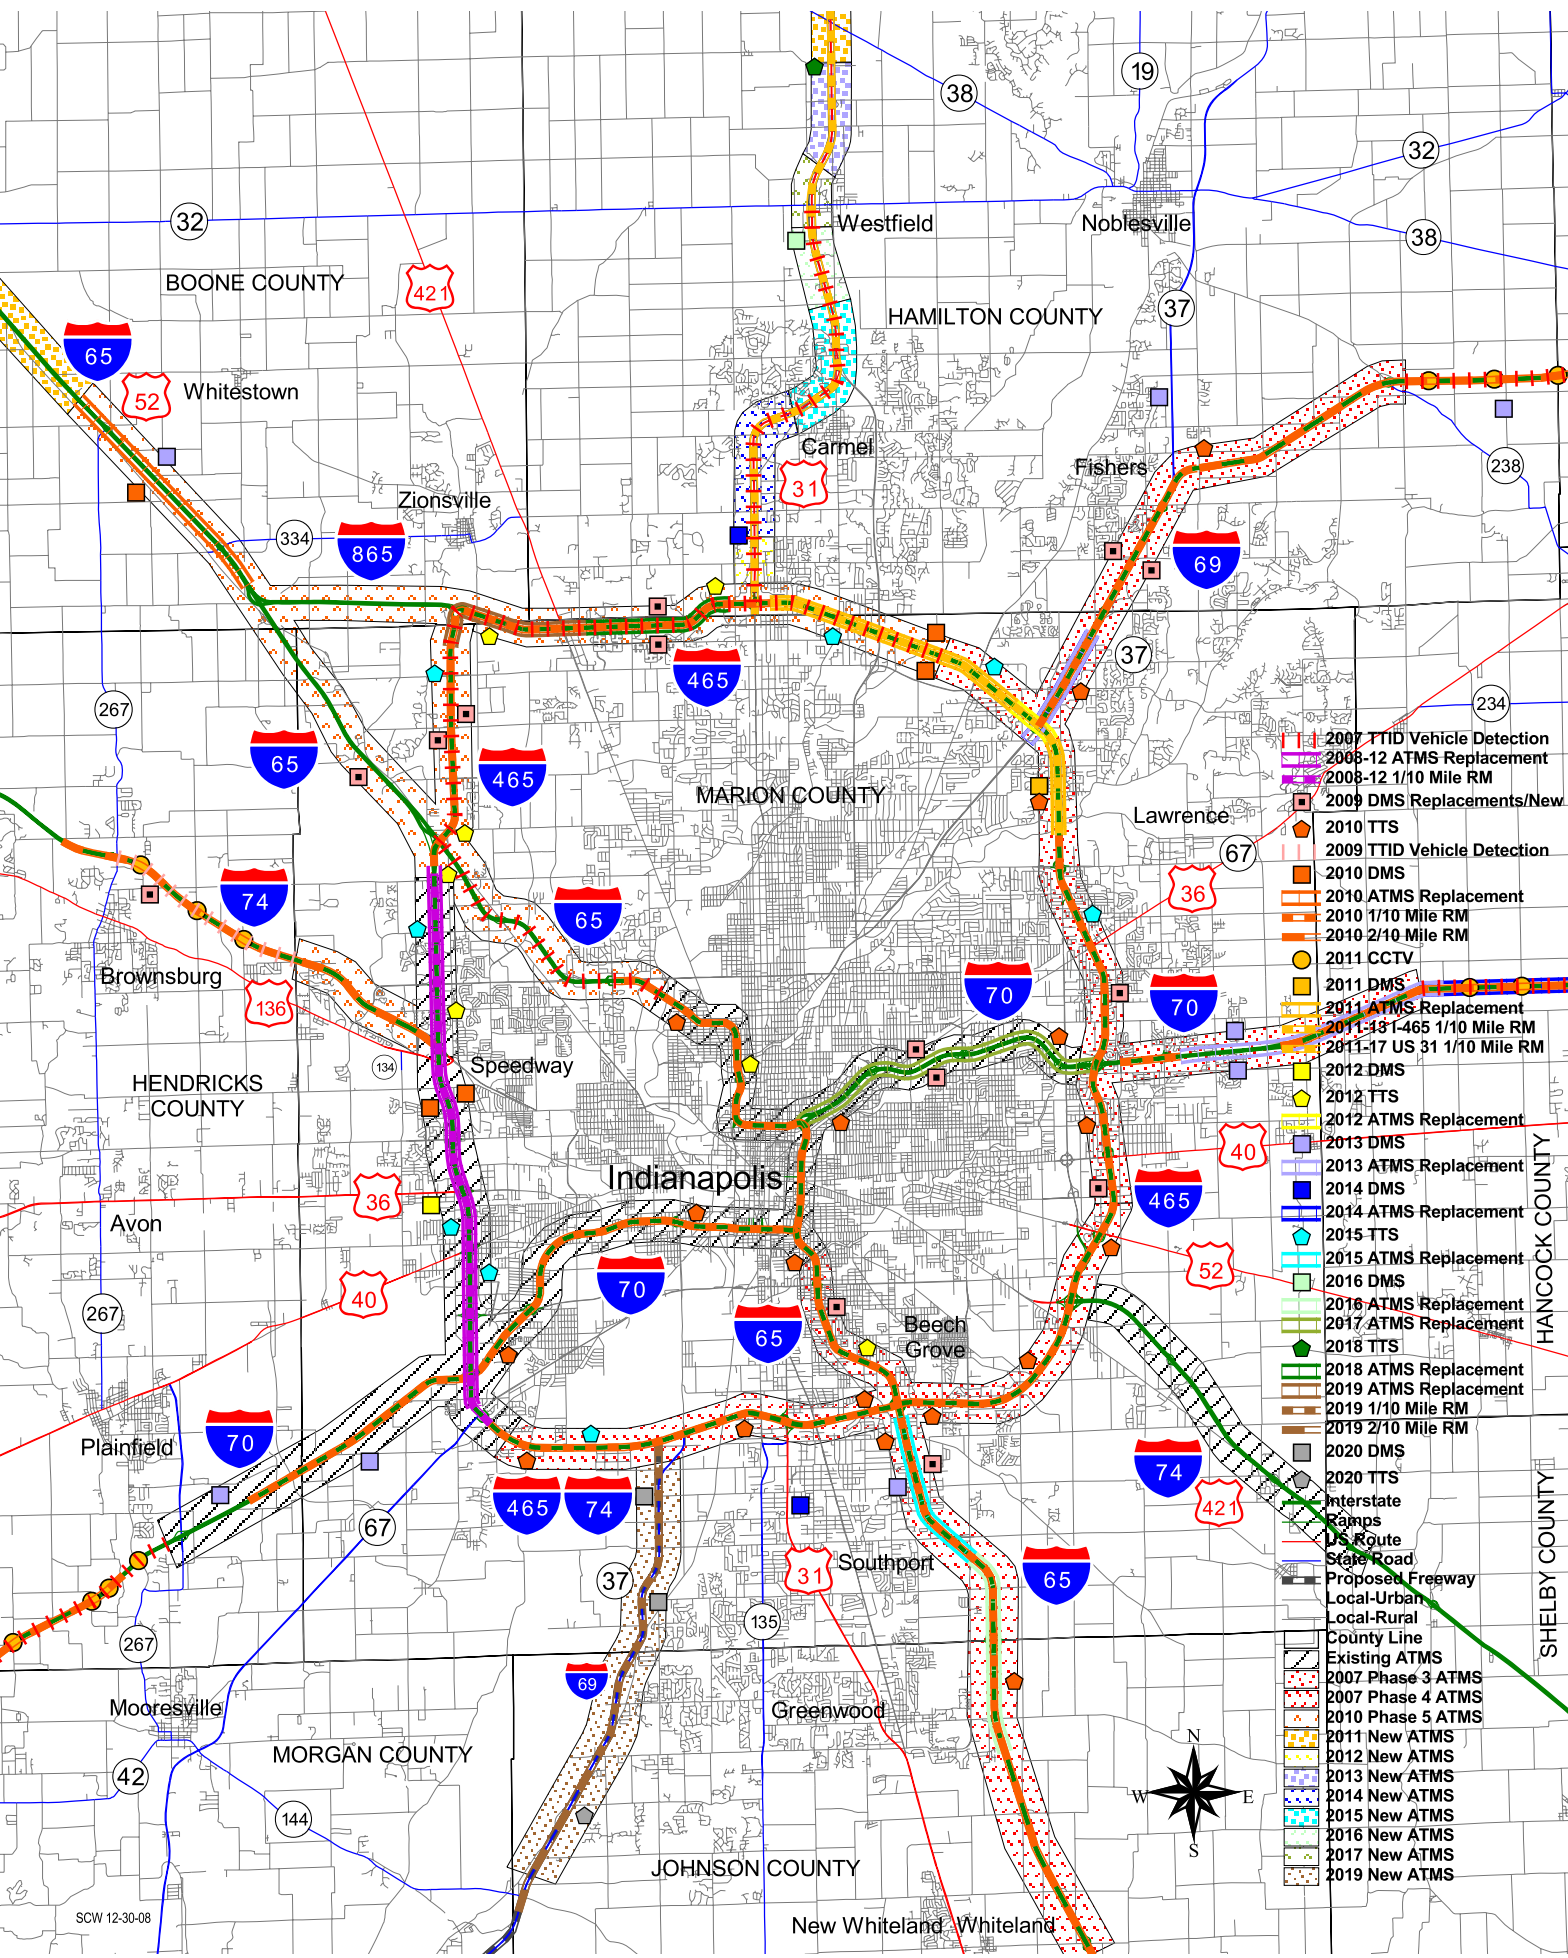 19
38
32
32
Westfield
Noblesville
38
BOONE COUNTY
421
37
HAMILTON COUNTY
65
52
Whitestown
Carmel
Fishers
238
31
Zionsville
334
865
69
37
465
267
234
65
465
MARION COUNTY
Lawrence
67
36
74
65
Brownsburg
136
70
70
134
Speedway
HENDRICKS
COUNTY
40
Indianapolis
36
465
Avon
52
40
70
267
65
Beech
Grove
Plainfield
70
74
465
74
421
67
Southport
37
31
65
135
267
69
Mooresville
Greenwood
MORGAN COUNTY
42
144
JOHNSON COUNTY
SCW 12-30-08
New Whiteland
Whiteland
HANCOCK COUNTY
SHELBY COUNTY
N
W
E
S
2007 TTID Vehicle Detection
2008-12 ATMS Replacement
2008-12 1/10 Mile RM
2009 DMS Replacements/New
2010 TTS
2009 TTID Vehicle Detection
2010 DMS
2010 ATMS Replacement
2010 1/10 Mile RM
2010 2/10 Mile RM
2011 CCTV
2011 DMS
2011 ATMS Replacement
2011-13 I-465 1/10 Mile RM
2011-17 US 31 1/10 Mile RM
2012 DMS
2012 TTS
2012 ATMS Replacement
2013 DMS
2013 ATMS Replacement
2014 DMS
2014 ATMS Replacement
2015 TTS
2015 ATMS Replacement
2016 DMS
2016 ATMS Replacement
2017 ATMS Replacement
2018 TTS
2018 ATMS Replacement
2019 ATMS Replacement
2019 1/10 Mile RM
2019 2/10 Mile RM
2020 DMS
2020 TTS
Interstate
Ramps
US Route
State Road
Proposed Freeway
Local-Urban
Local-Rural
County Line
Existing ATMS
2007 Phase 3 ATMS
2007 Phase 4 ATMS
2010 Phase 5 ATMS
2011 New ATMS
2012 New ATMS
2013 New ATMS
2014 New ATMS
2015 New ATMS
2016 New ATMS
2017 New ATMS
2019 New ATMS